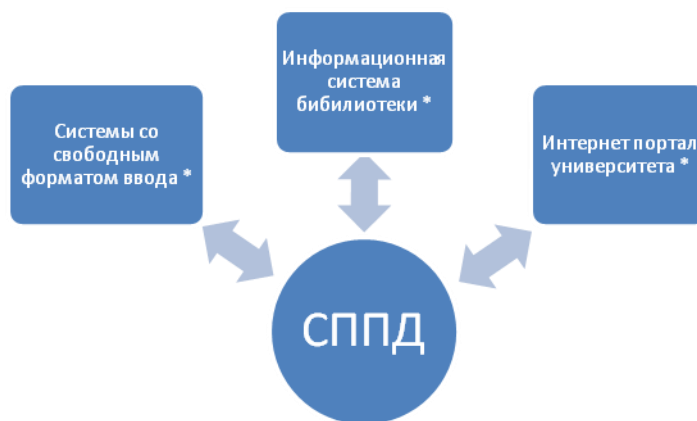 Информационная
система
бибилиотеки *
Системы со
свободным
форматом ввода *
Интернет портал
университета *
СППД